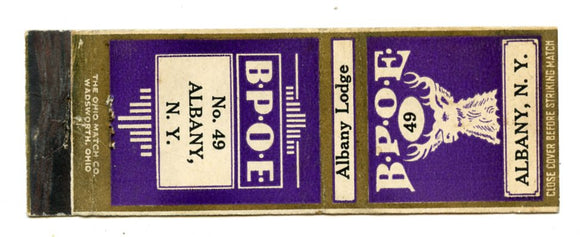 B·P·O·E
49
ALBANY, N. Y.
CLOSE COVER BEFORE STRIKING MATCH
Albany Lodge
B·P·O·E
No. 49
ALBANY,
N. Y.
THE OHIO MATCH CO.
WADSWORTH, OHIO